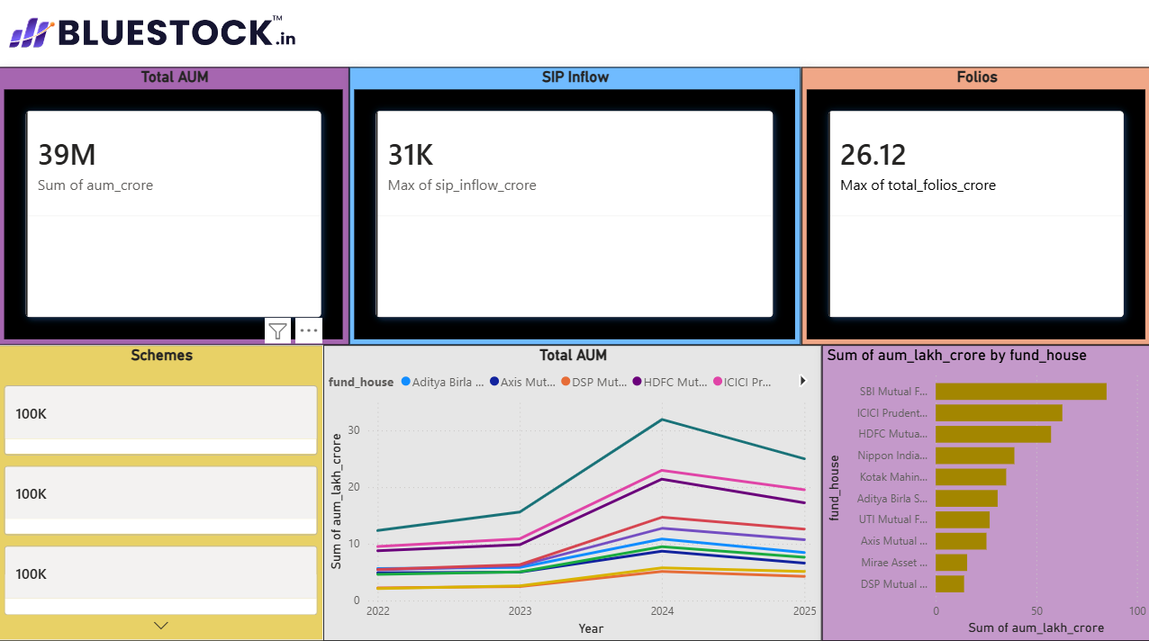 BLUESTOCK.in
TM
Total AUM
39M
Sum of aum_crore
SIP Inflow
31K
Max of sip_inflow_crore
Folios
26.12
Max of total_folios_crore
Schemes
100K
100K
100K
Total AUM
fund_house Aditya Birla ... Axis Mut... DSP Mut... HDFC Mut... ICICI Pr...
Sum of aum_lakh_crore
30
20
10
0
2022 2023 2024 2025
Year
Sum of aum_lakh_crore by fund_house
fund_house
SBI Mutual F...
ICICI Prudent...
HDFC Mutua...
Nippon India...
Kotak Mahin...
Aditya Birla S...
UTI Mutual F...
Axis Mutual ...
Mirae Asset ...
DSP Mutual ...
0 50 100
Sum of aum_lakh_crore